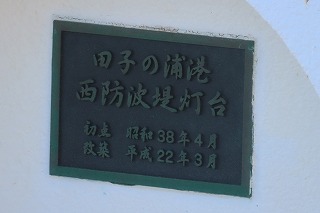 田子の浦港
西防波堤灯台
初点 昭和38年4月
改築 平成22年3月